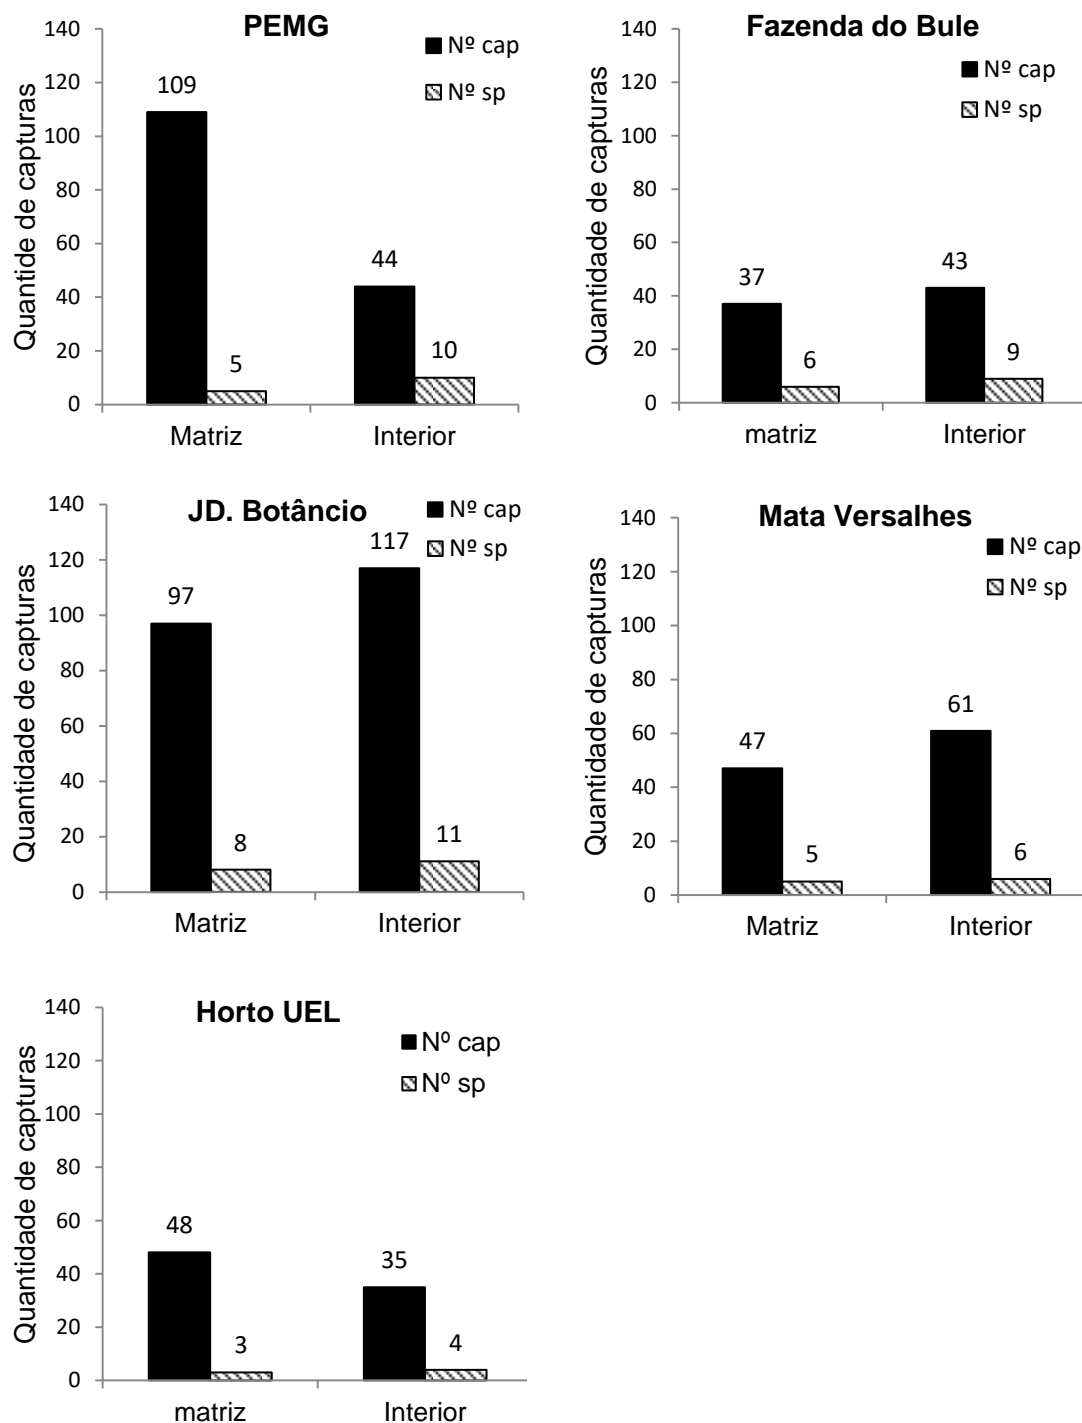 PEMG
Quantide de capturas
140
120
100
80
60
40
20
0
Nº cap
Nº sp
109
5
44
10
Matriz
Interior
Fazenda do Bule
Quantidade de capturas
140
120
100
80
60
40
20
0
Nº cap
Nº sp
37
6
43
9
matriz
Interior
JD. Botâncio
Quantidade de capturas
140
120
100
80
60
40
20
0
Nº cap
Nº sp
97
8
117
11
Matriz
Interior
Mata Versalhes
Quantidade de capturas
140
120
100
80
60
40
20
0
Nº cap
Nº sp
47
5
61
6
Matriz
Interior
Horto UEL
Quantidade de capturas
140
120
100
80
60
40
20
0
Nº cap
Nº sp
48
3
35
4
matriz
Interior